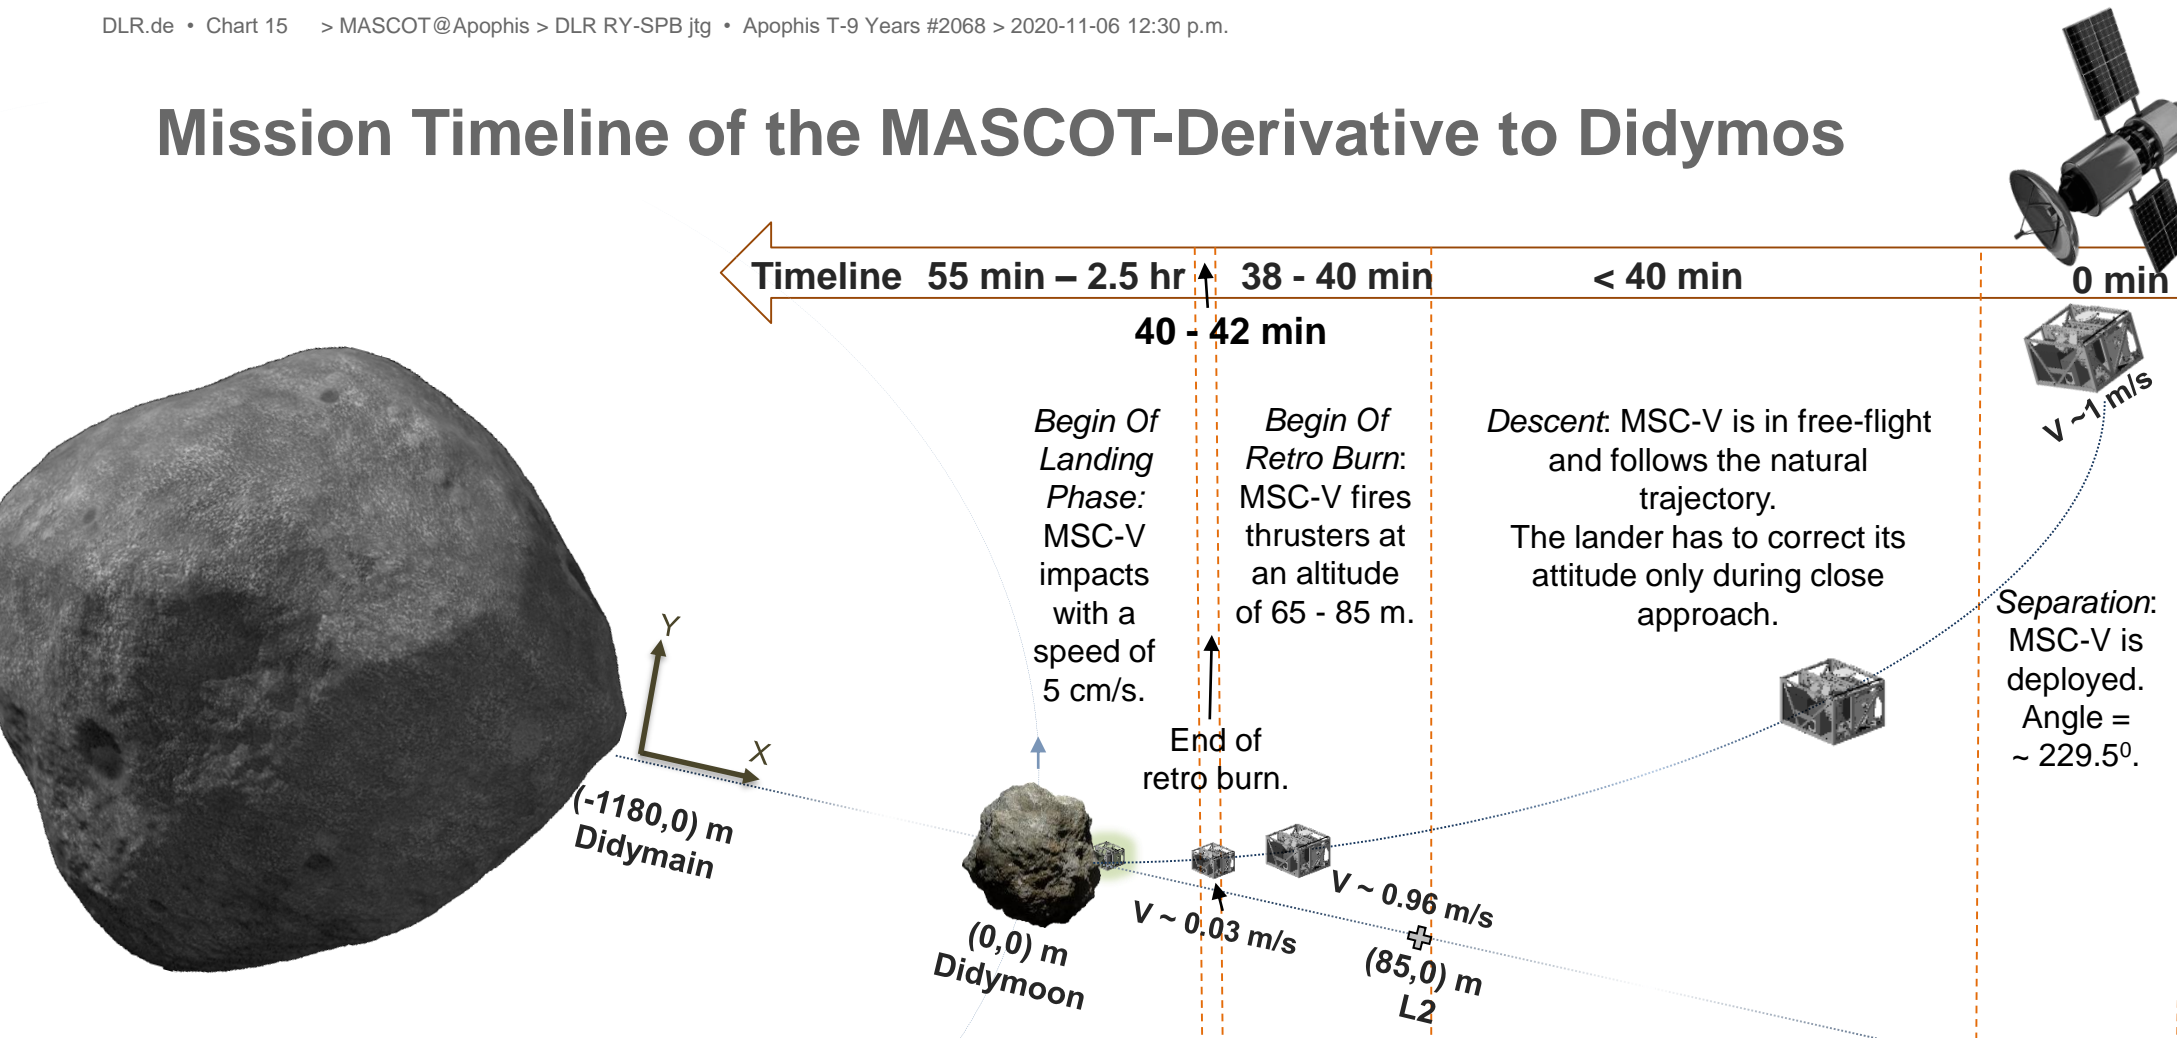 DLR.de • Chart 15 > MASCOT@Apophis > DLR RY-SPB jtg • Apophis T-9 Years #2068 > 2020-11-06 12:30 p.m.
Mission Timeline of the MASCOT-Derivative to Didymos
Timeline 55 min – 2.5 hr 38 - 40 min < 40 min 0 min
40 - 42 min
V ~1 m/s
Begin Of
Landing
Phase:
MSC-V
impacts
with a
speed of
5 cm/s.
Begin Of
Retro Burn:
MSC-V fires
thrusters at
an altitude
of 65 - 85 m.
Descent: MSC-V is in free-flight
and follows the natural
trajectory.
The lander has to correct its
attitude only during close
approach.
Separation:
MSC-V is
deployed.
Angle =
~ 229.5⁰.
End of
retro burn.
Y
X
(-1180,0) m
Didymain
(0,0) m
Didymoon
V ~ 0.03 m/s
V ~ 0.96 m/s
(85,0) m
L2